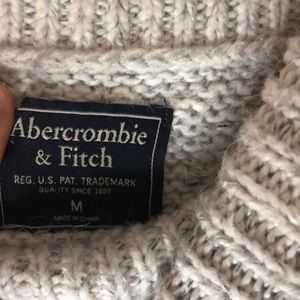 Abercrombie
& Fitch
REG. U.S. PAT. TRADEMARK
QUALITY SINCE 1892
M
MADE IN CHINA